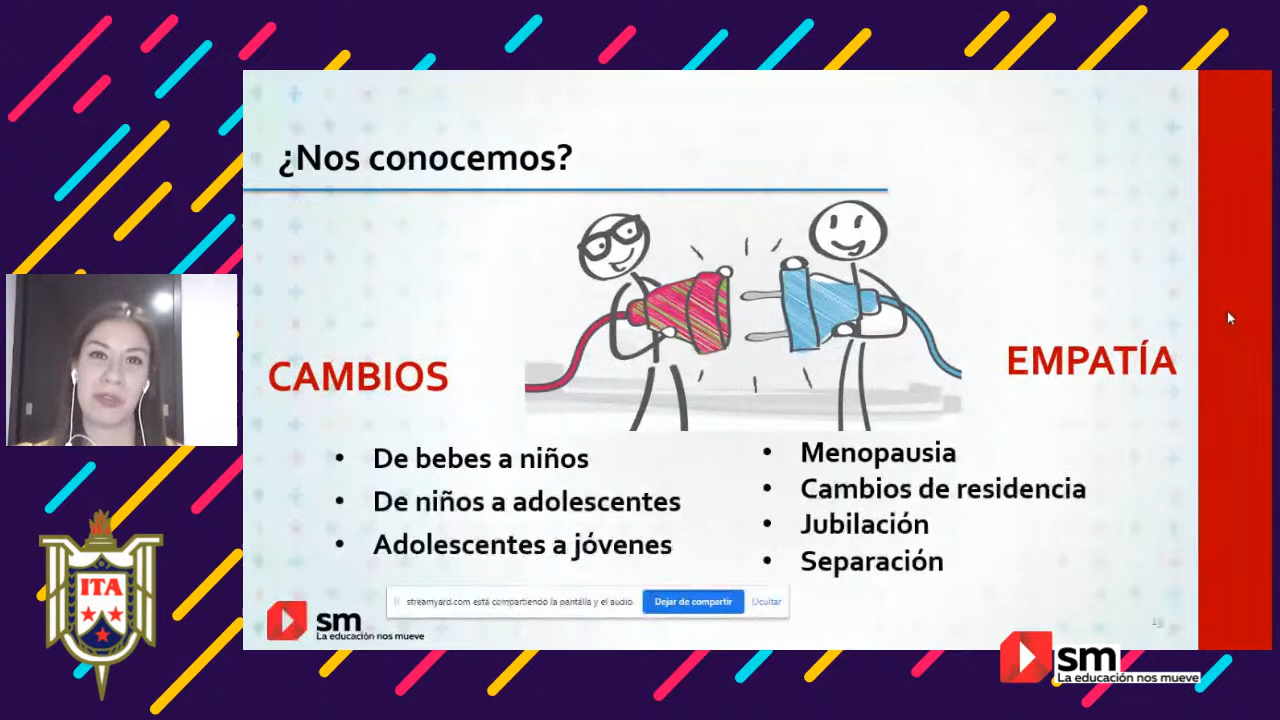 ¿Nos conocemos?
CAMBIOS
EMPATÍA
De bebes a niños
De niños a adolescentes
Adolescentes a jóvenes
Menopausia
Cambios de residencia
Jubilación
Separación
streamyard.com está compartiendo la pantalla y el audio.
Dejar de compartir
Ocultar
ITA
sm
La educación nos mueve
sm
La educación nos mueve